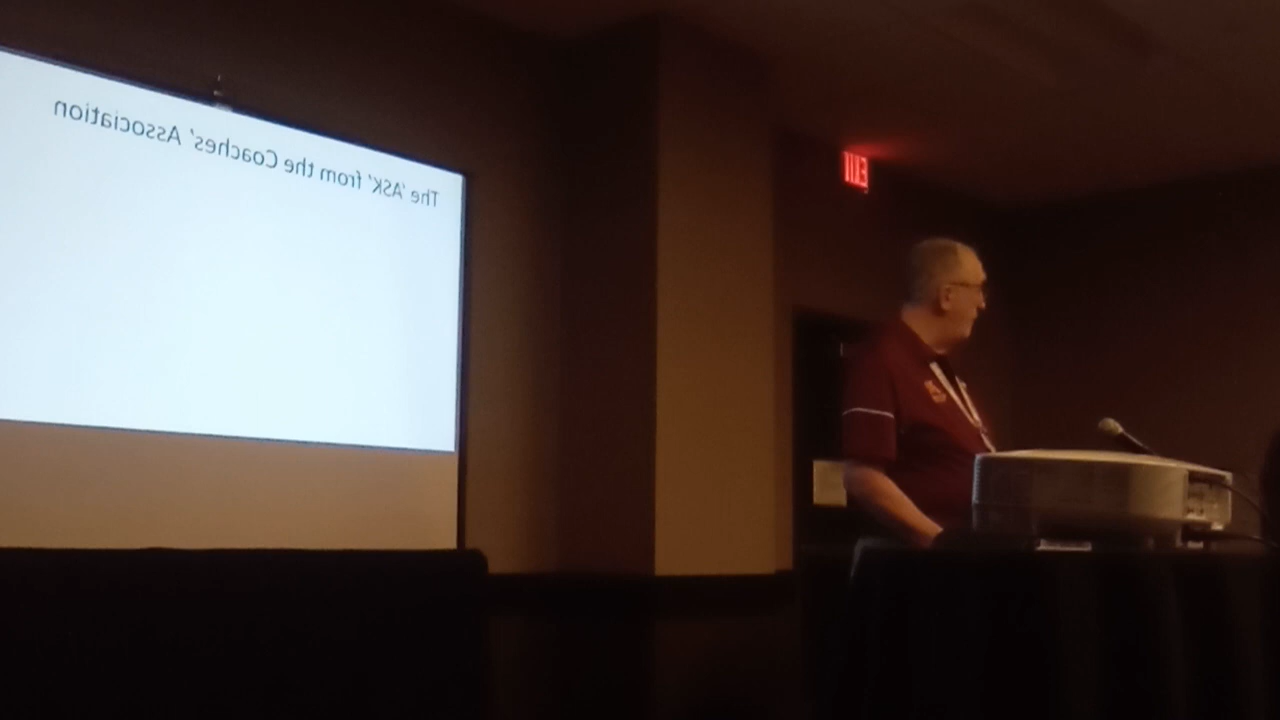 The 'ASK' from the Coaches' Association
EXIT